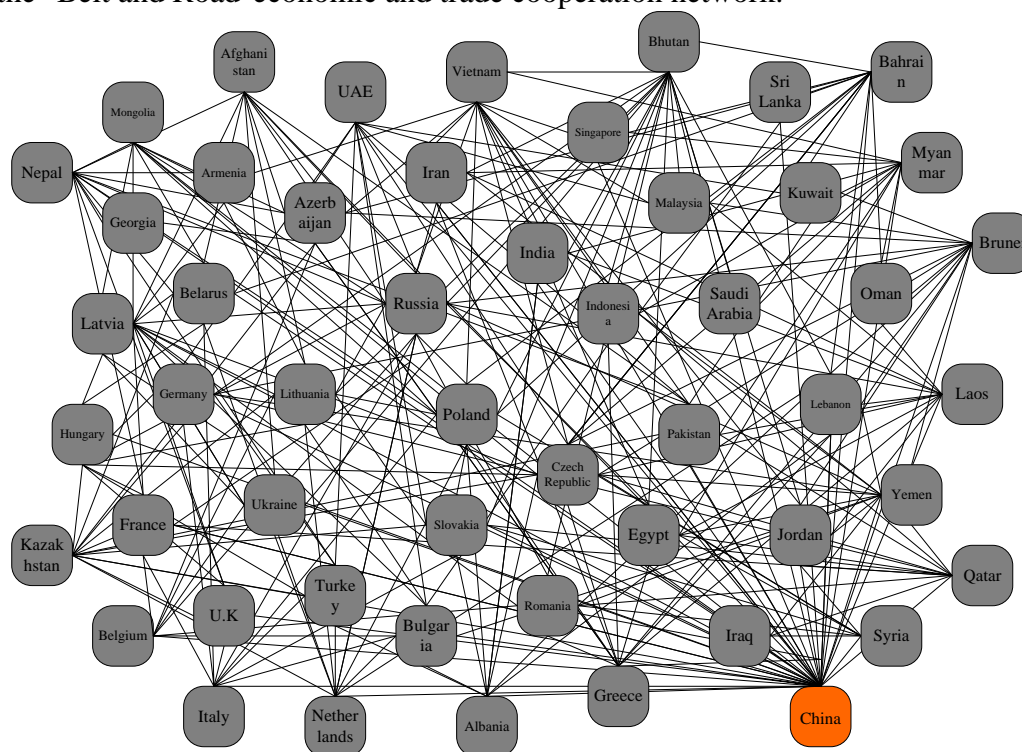 the "Belt and Road"economic and trade cooperation network.
Bhutan
Afghani
stan
Vietnam
Bahrai
n
UAE
Sri
Lanka
Mongolia
Singapore
Nepal
Armenia
Iran
Myan
mar
Kuwait
Azerb
aijan
Malaysia
Georgia
Brunei
India
Belarus
Russia
Indonesi
a
Saudi
Arabia
Oman
Latvia
Germany
Lithuania
Laos
Lebanon
Poland
Hungary
Pakistan
Czech
Republic
Yemen
Ukraine
France
Slovakia
Egypt
Jordan
Kazak
hstan
Qatar
Turke
y
Romania
U.K
Belgium
Bulgar
ia
Iraq
Syria
Greece
Italy
Nether
lands
Albania
China